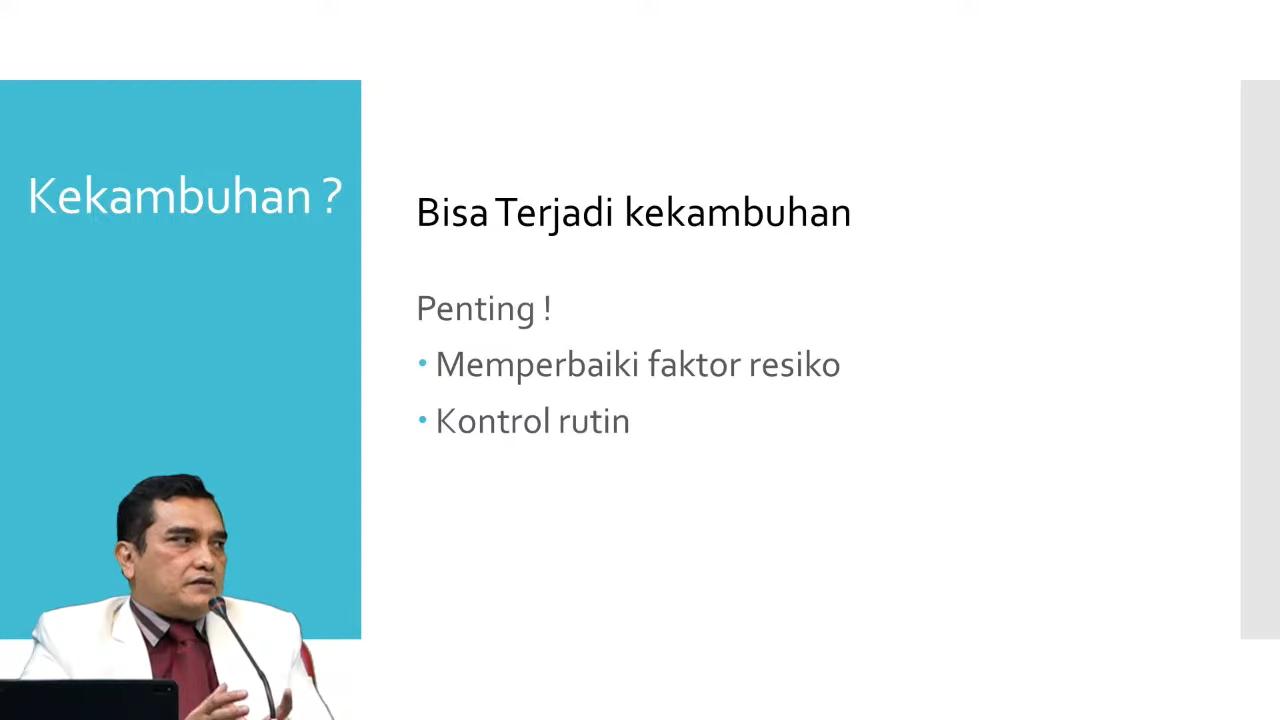 Kekambuhan ?
Bisa Terjadi kekambuhan
Penting !
• Memperbaiki faktor resiko
• Kontrol rutin